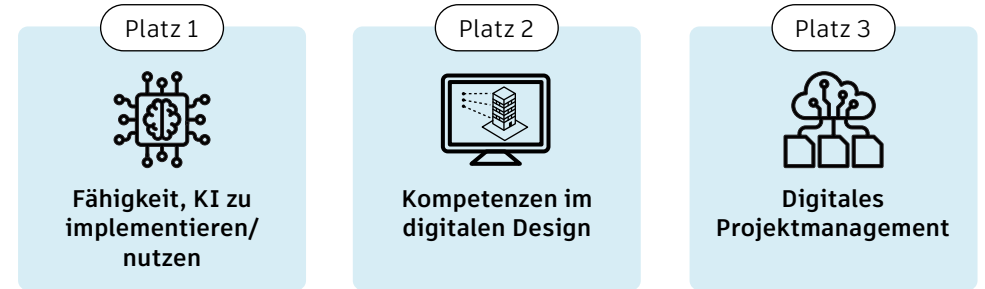 Platz 1
Fähigkeit, KI zu
implementieren/
nutzen
Platz 2
Kompetenzen im
digitalen Design
Platz 3
Digitales
Projektmanagement